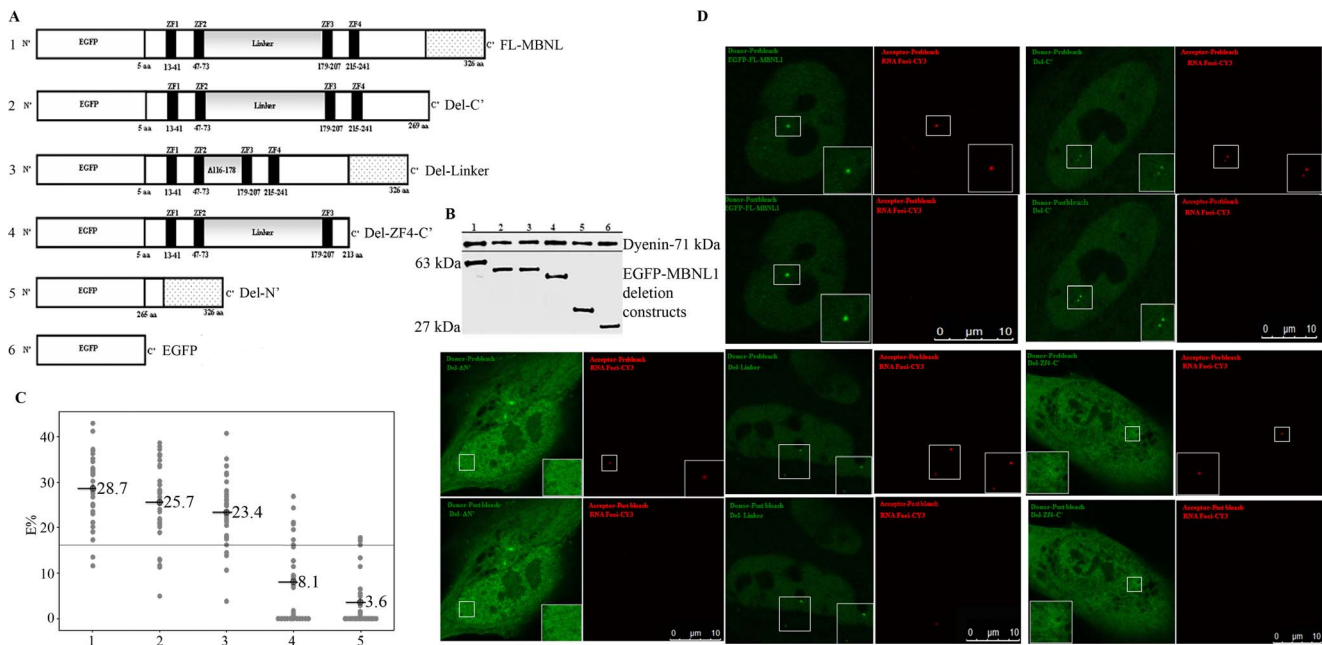 A
ZF1 ZF2 ZF3 ZF4
1 N' EGFP Linker C' FL-MBNL
5 aa 13-41 47-73 179-207 215-241 326 aa
ZF1 ZF2 ZF3 ZF4
2 N' EGFP Linker C' Del-C'
5 aa 13-41 47-73 179-207 215-241 269 aa
ZF1 ZF2 ZF3 ZF4
3 N' EGFP Δ116-178 C' Del-Linker
5 aa 13-41 47-73 179-207 215-241 326 aa
ZF1 ZF2 ZF3
4 N' EGFP Linker C' Del-ZF4-C'
5 aa 13-41 47-73 179-207 213 aa
5 N' EGFP C' Del-N'
265 aa 326 aa
6 N' EGFP C' EGFP
B
1 2 3 4 5 6
Dyenin-71 kDa
63 kDa
EGFP-MBNL1
deletion
constructs
27 kDa
C
E%
40
30
20
10
0
28.7
25.7
23.4
8.1
3.6
1 2 3 4 5
D
Donor-Prebleach
EGFP-FL-MBNL1
Acceptor-Prebleach
RNA Foci-CY3
Donor-Prebleach
Del-C'
Acceptor-Prebleach
RNA Foci-CY3
Donor-Postbleach
EGFP-FL-MBNL1
Acceptor-Postbleach
RNA Foci-CY3
0 µm 10
Donor-Postbleach
Del-C'
Acceptor-Postbleach
RNA Foci-CY3
0 µm 10
Donor-Prebleach
Del-ΔN'
Acceptor-Prebleach
RNA Foci-CY3
Donor-Prebleach
Del-Linker
Acceptor-Prebleach
RNA Foci-CY3
Donor-Prebleach
Del-Zf4-C'
Acceptor-Prebleach
RNA Foci-CY3
Donor-Postbleach
Del-ΔN'
Acceptor-Postbleach
RNA Foci-CY3
0 µm 10
Donor-Postbleach
Del-Linker
Acceptor-Postbleach
RNA Foci-CY3
0 µm 10
Donor-Postbleach
Del-Zf4-C'
Acceptor-Postbleach
RNA Foci-CY3
0 µm 10